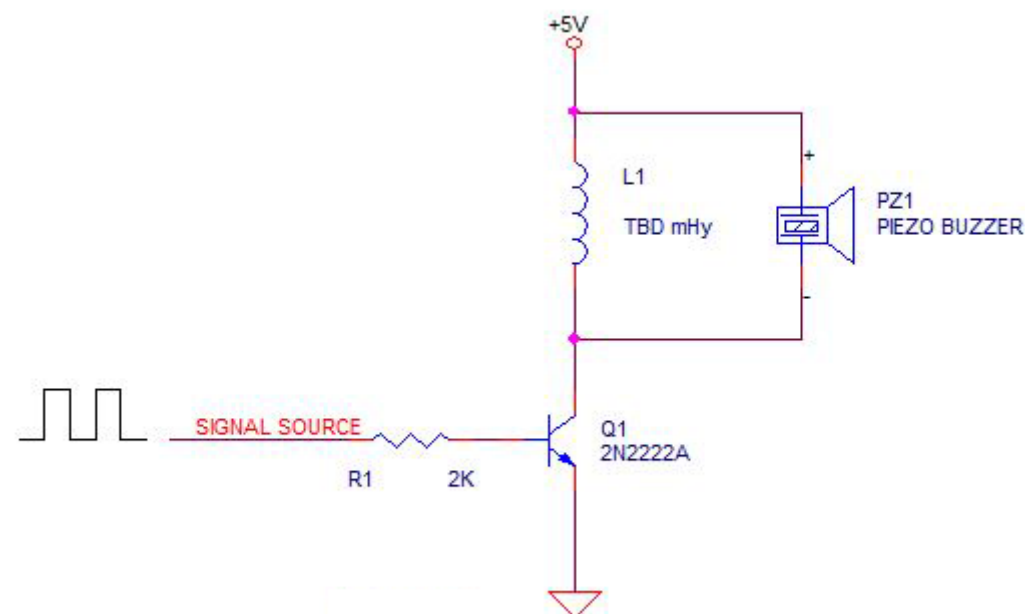 +5V
L1
TBD mHy
+
PZ1
PIEZO BUZZER
-
SIGNAL SOURCE
R1 2K
Q1
2N2222A